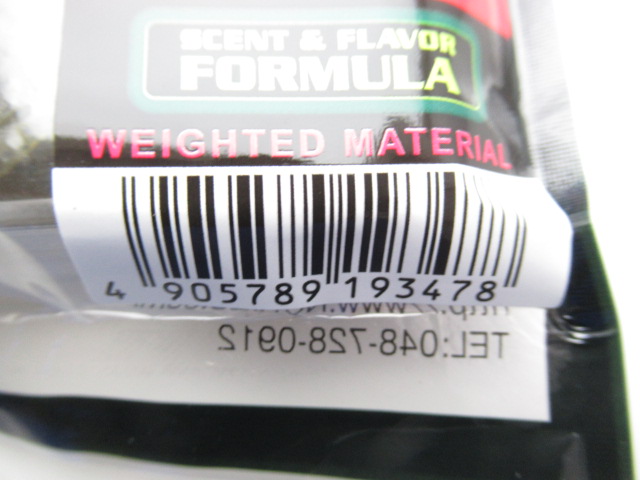 SCENT & FLAVOR
FORMULA
WEIGHTED MATERIAL
4 905789 193478
TEL:048-728-0912